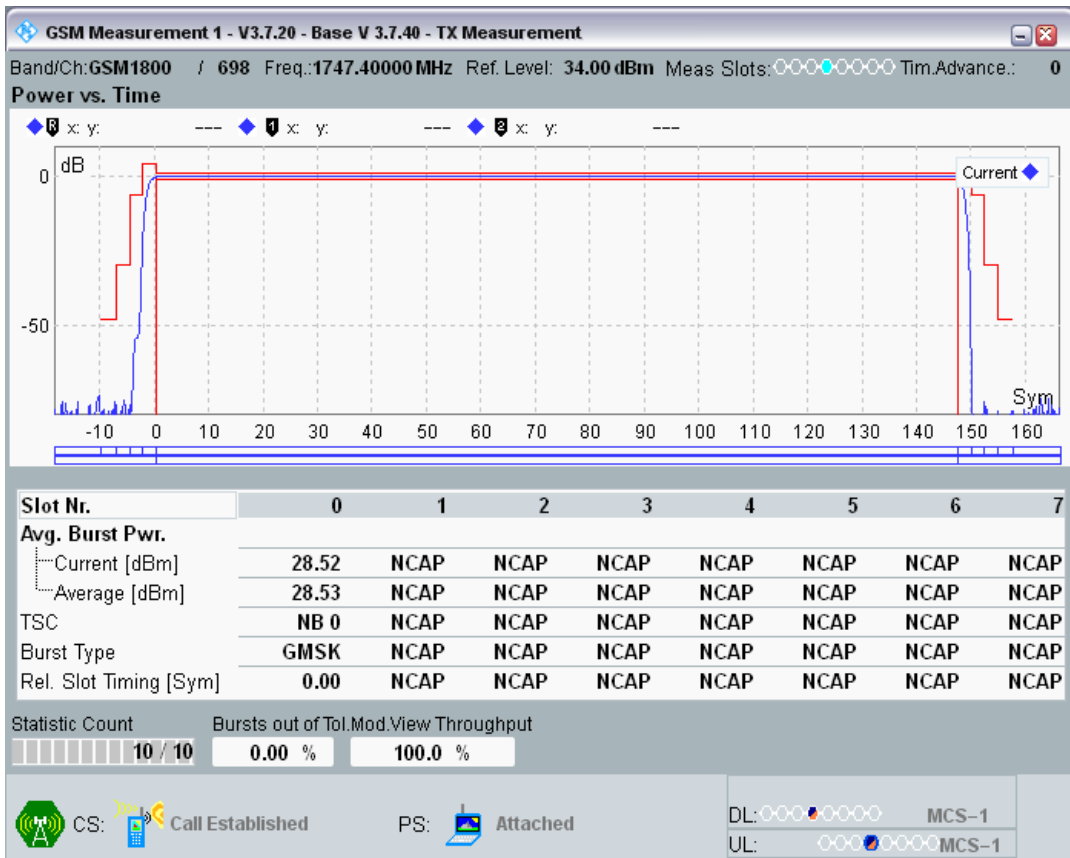 GSM Measurement 1 - V3.7.20 - Base V 3.7.40 - TX Measurement
Band/Ch:GSM1800 / 698 Freq.:1747.40000 MHz Ref. Level: 34.00 dBm Meas Slots: Tim.Advance.: 0
Power vs. Time
R x: y: --- 1 x: y: --- 2 x: y: ---
dB
Current
0
-50
Sym
-10 0 10 20 30 40 50 60 70 80 90 100 110 120 130 140 150 160
Slot Nr. 0 1 2 3 4 5 6 7
Avg. Burst Pwr.
Current [dBm] 28.52 NCAP NCAP NCAP NCAP NCAP NCAP NCAP
Average [dBm] 28.53 NCAP NCAP NCAP NCAP NCAP NCAP NCAP
TSC NB 0 NCAP NCAP NCAP NCAP NCAP NCAP NCAP
Burst Type GMSK NCAP NCAP NCAP NCAP NCAP NCAP NCAP
Rel. Slot Timing [Sym] 0.00 NCAP NCAP NCAP NCAP NCAP NCAP NCAP
Statistic Count Bursts out of Tol.Mod.View Throughput
10 / 10 0.00 % 100.0 %
CS: Call Established PS: Attached
DL: MCS-1
UL: MCS-1